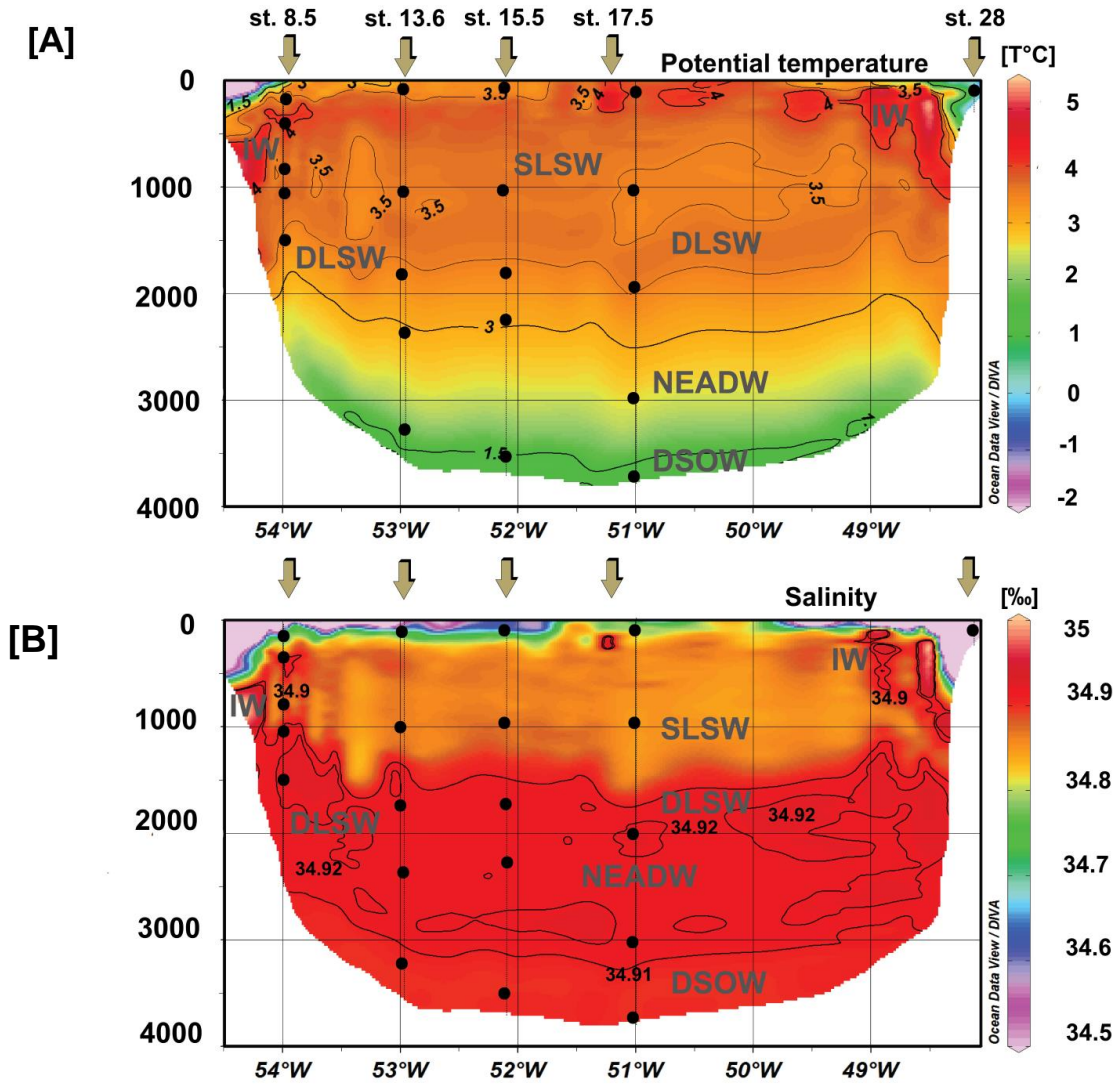 st. 8.5 st. 13.6 st. 15.5 st. 17.5 st. 28
[A]
Potential temperature
[T°C]
0
1000
2000
3000
4000
3
3
3.5
3.5
4
4
4
3.5
1.5
IW
4
IW
3.5
4
SLSW
3.5
3.5
3.5
DLSW
DLSW
3
NEADW
1.5
DSOW
54°W 53°W 52°W 51°W 50°W 49°W
5
4
3
2
1
0
-1
-2
Ocean Data View / DIVA
[B]
Salinity
[‰]
0
1000
2000
3000
4000
IW
34.9
IW
34.9
SLSW
DLSW
DLSW
34.92
34.92
34.92
NEADW
34.91
DSOW
54°W 53°W 52°W 51°W 50°W 49°W
35
34.9
34.8
34.7
34.6
34.5
Ocean Data View / DIVA